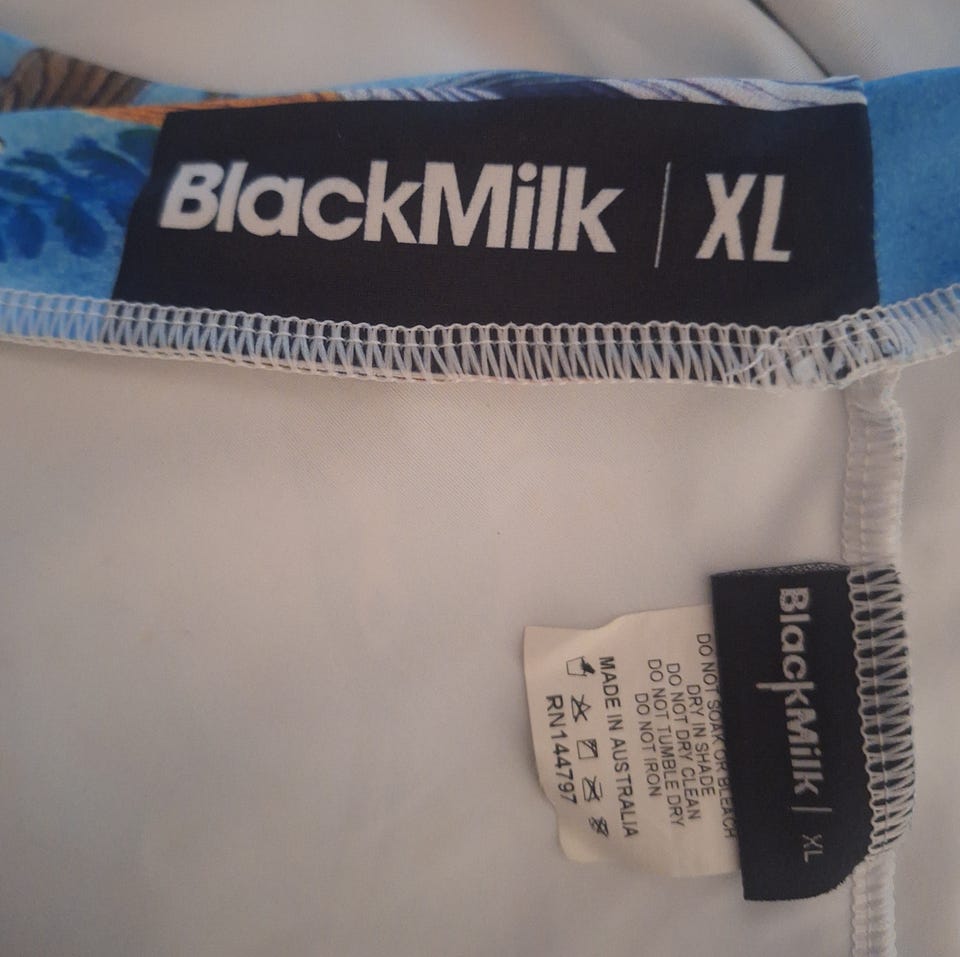 BlackMilk | XL
BlackMilk | XL
DO NOT SOAK OR BLEACH
DRY IN SHADE
DO NOT DRY CLEAN
DO NOT TUMBLE DRY
DO NOT IRON
MADE IN AUSTRALIA
RN144797